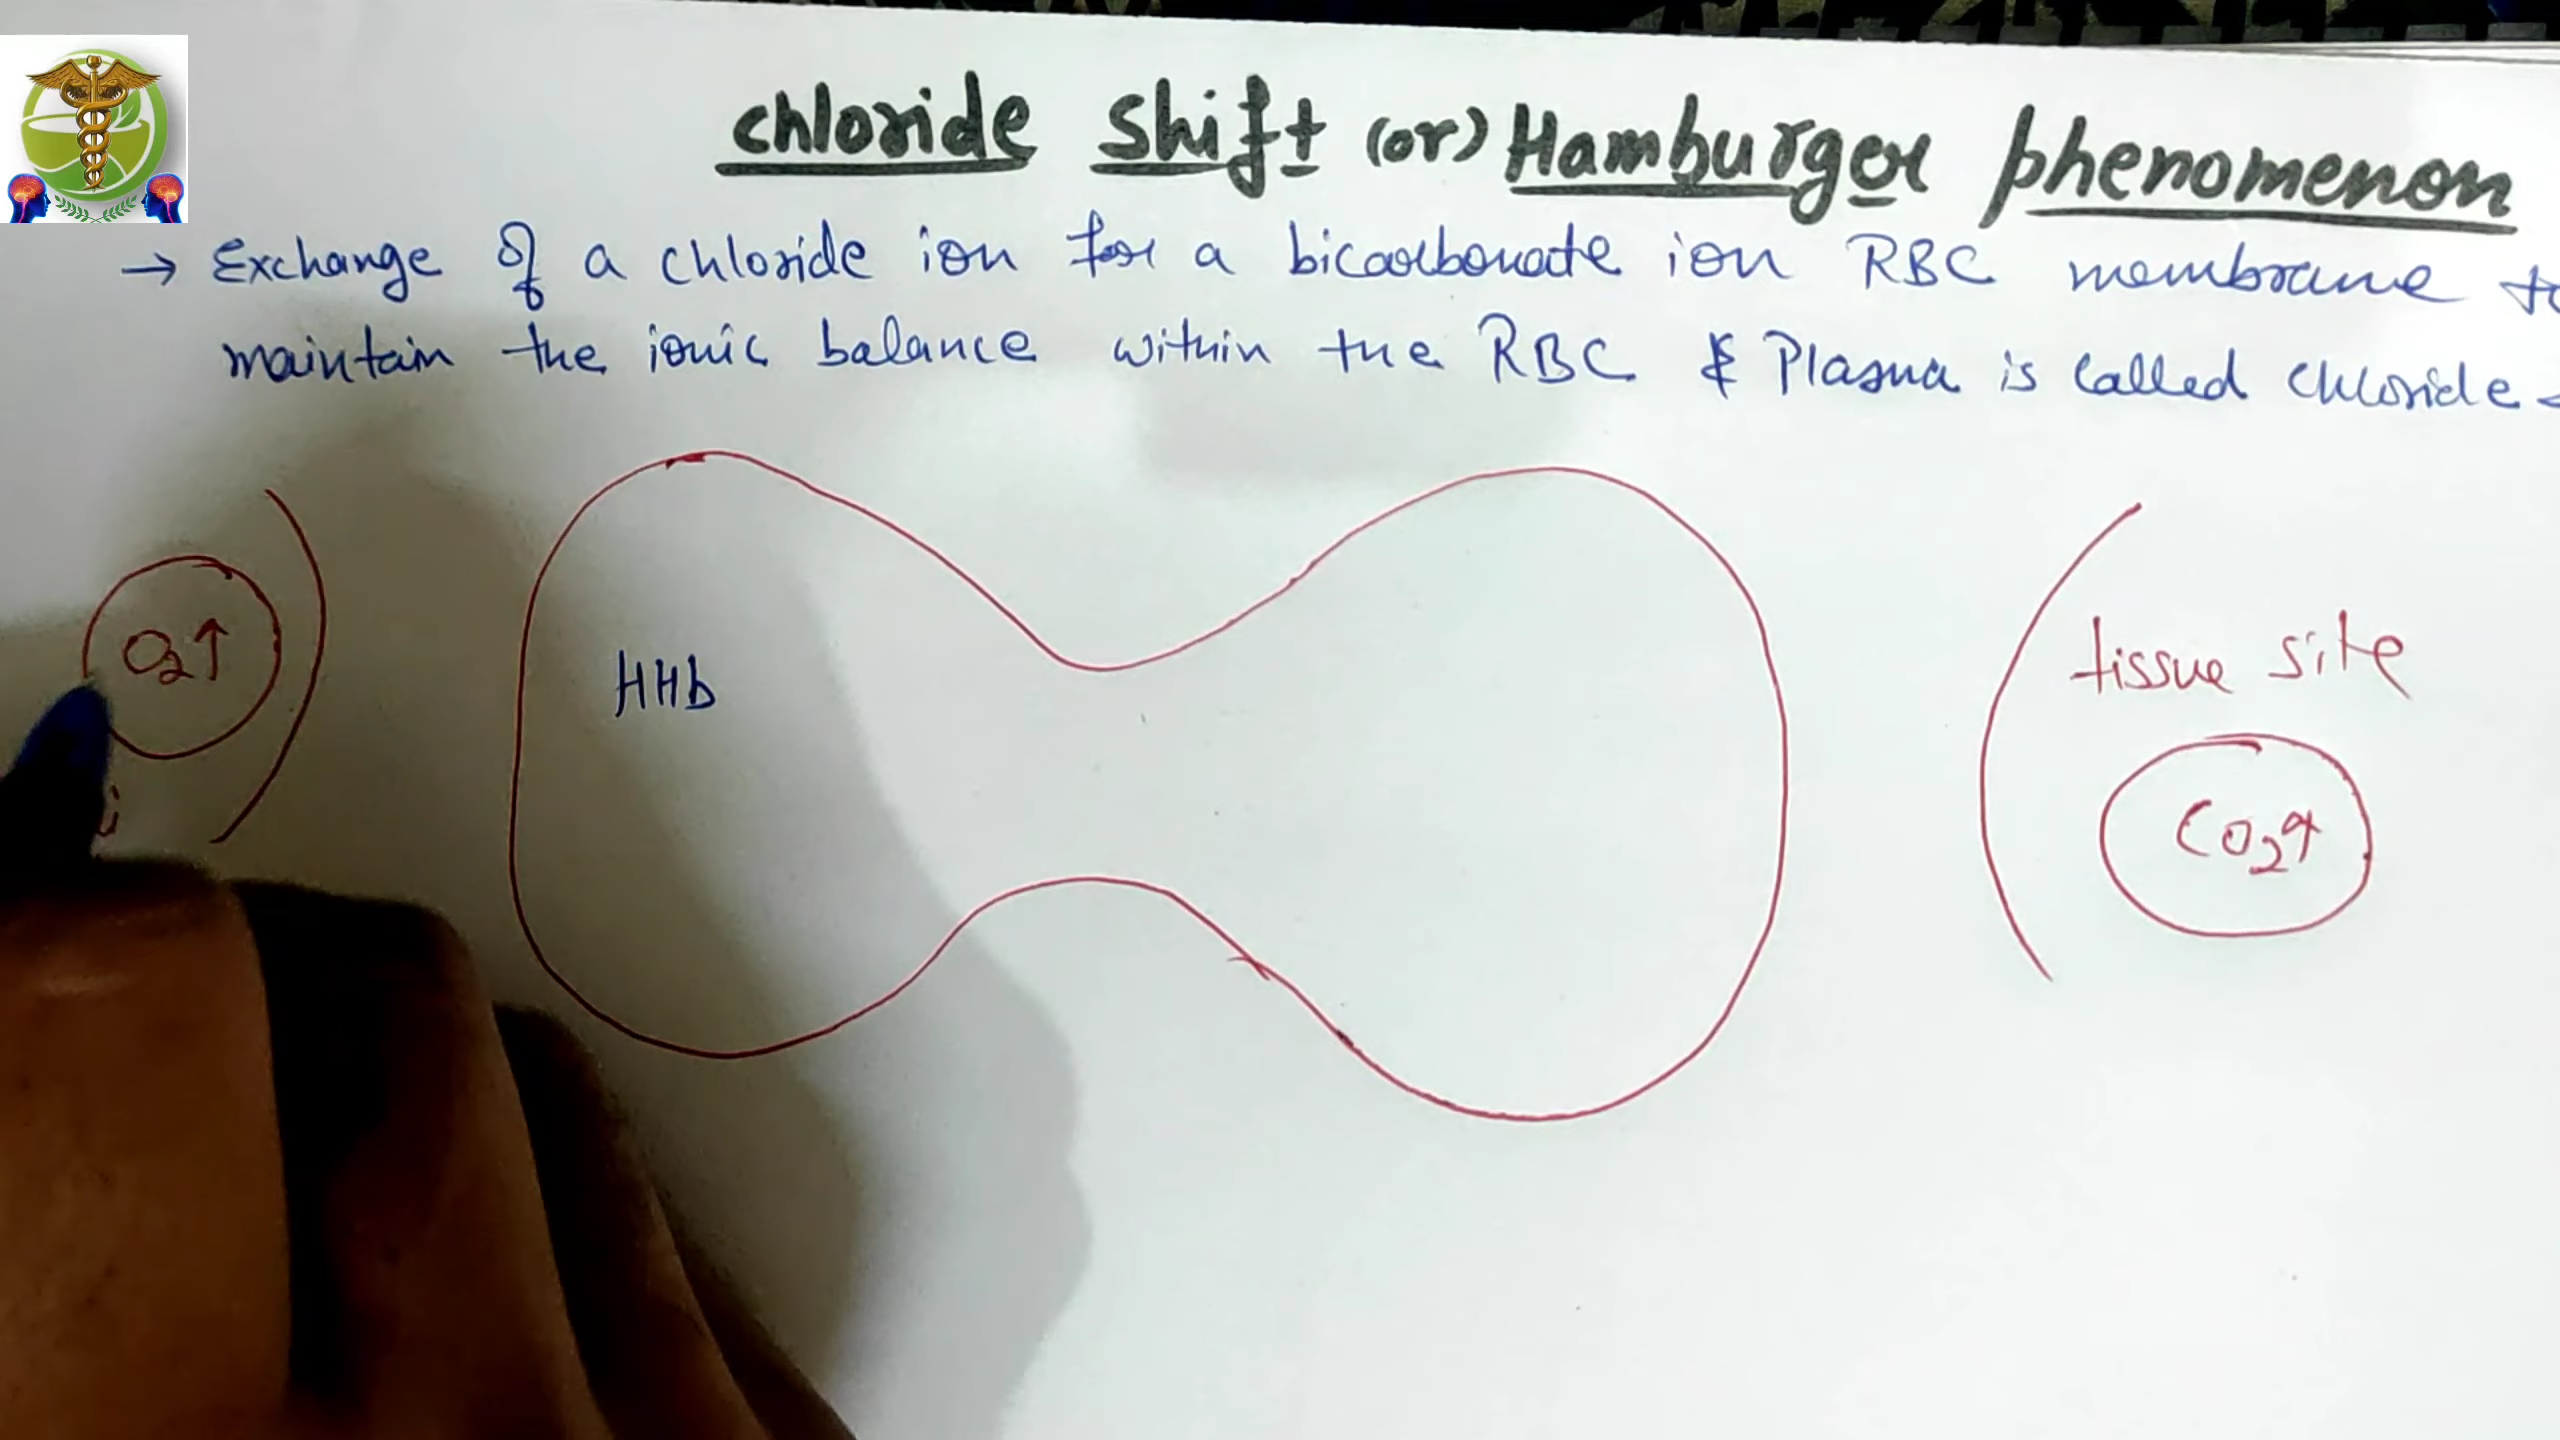 chloride shift (or) Hamburger phenomenon
→ Exchange of a chloride ion for a bicarbonate ion RBC membrane
maintain the ionic balance within the RBC & Plasma is called chloride
O2↑
HHb
tissue site
CO2↑